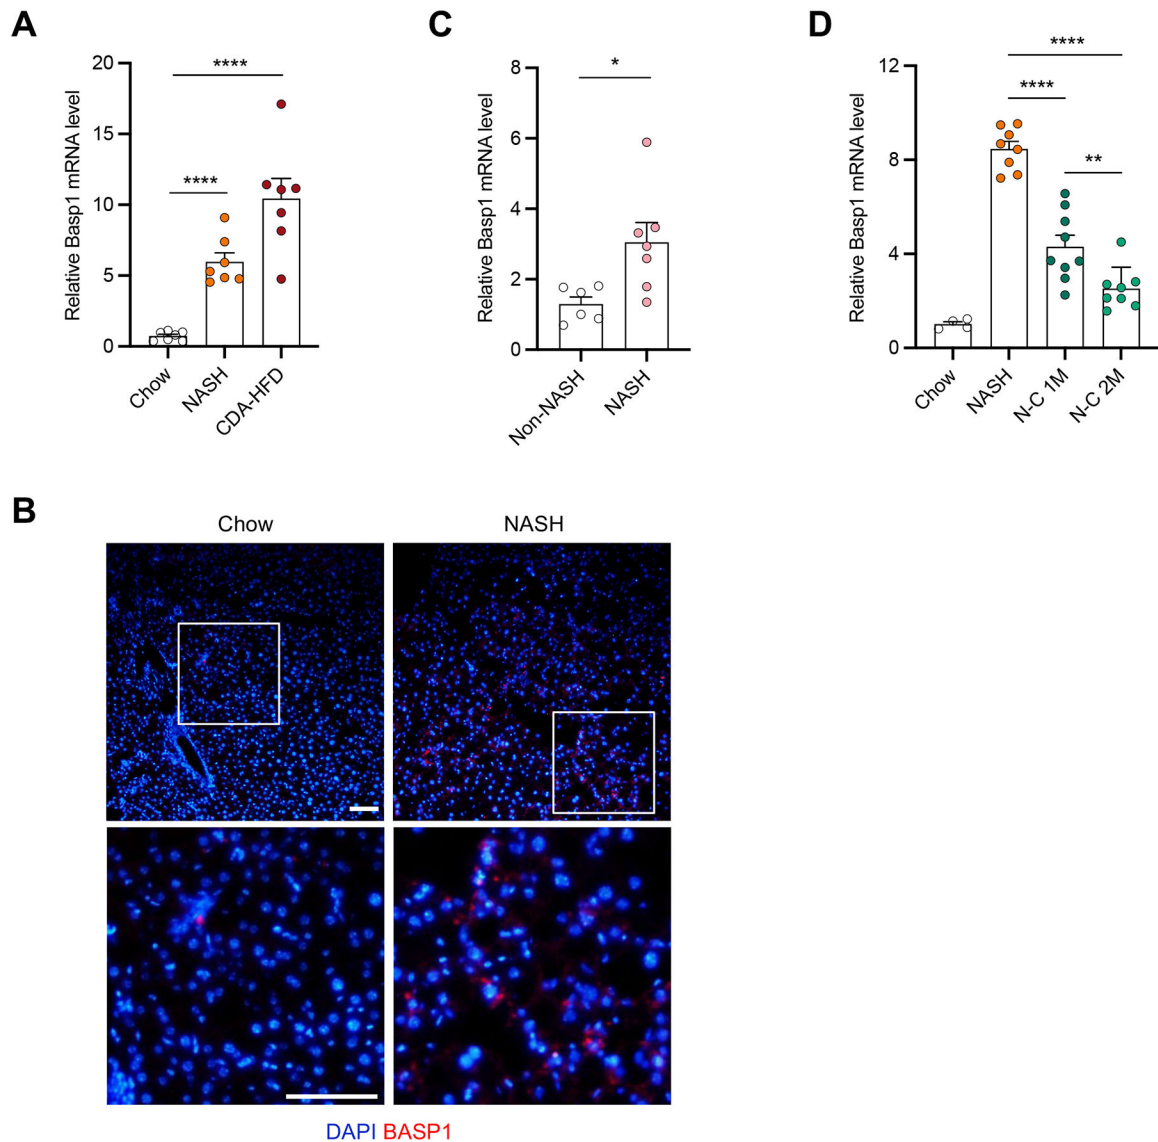 A
Relative Basp1 mRNA level
20
15
10
5
0
****
****
Chow
NASH
CDA-HFD
C
Relative Basp1 mRNA level
8
6
4
2
0
*
Non-NASH
NASH
D
Relative Basp1 mRNA level
12
8
4
0
****
****
**
Chow
NASH
N-C 1M
N-C 2M
B
Chow
NASH
DAPI BASP1